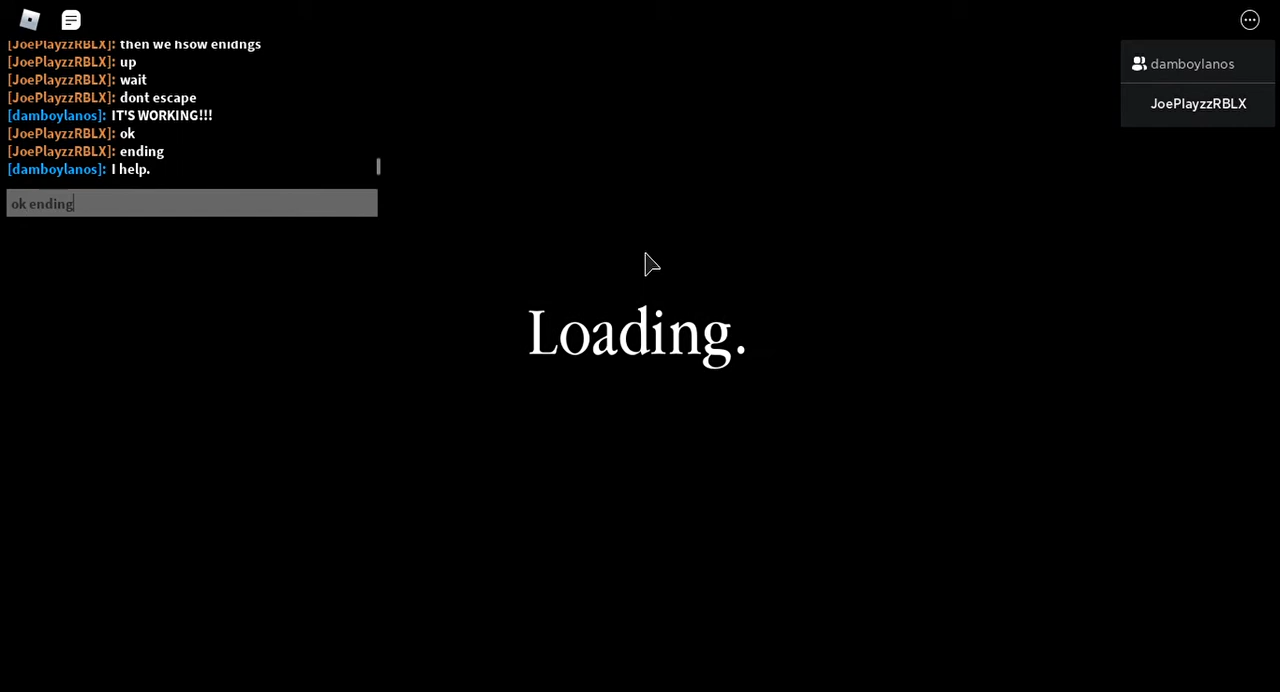 [JoePlayzzRBLX]: then we hsow enidngs
[JoePlayzzRBLX]: up
[JoePlayzzRBLX]: wait
[JoePlayzzRBLX]: dont escape
[damboylanos]: IT'S WORKING!!!
[JoePlayzzRBLX]: ok
[JoePlayzzRBLX]: ending
[damboylanos]: I help.
ok ending
damboylanos
JoePlayzzRBLX
Loading.